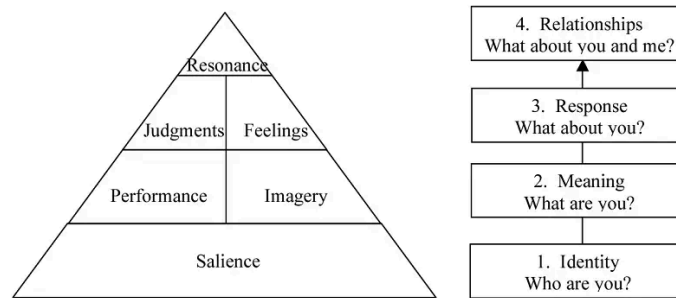 Resonance
Judgments
Feelings
Performance
Imagery
Salience
4. Relationships
What about you and me?
3. Response
What about you?
2. Meaning
What are you?
1. Identity
Who are you?